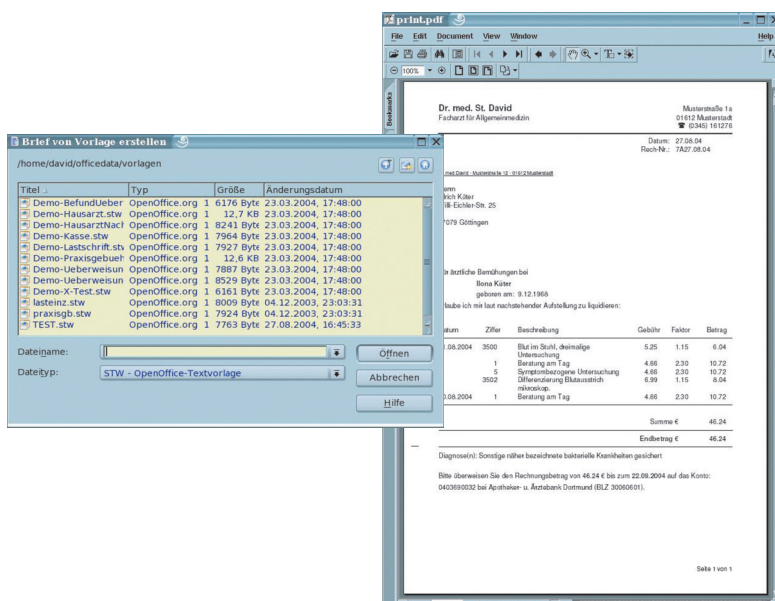 Brief von Vorlage erstellen
/home/david/officedata/vorlagen
Titel Typ Größe Änderungsdatum
Demo-BefundUeber OpenOffice.org 1 6176 Byte 23.03.2004, 17:48:00
Demo-Hausarzt.stw OpenOffice.org 1 12,7 KB 23.03.2004, 17:48:00
Demo-HausarztNach OpenOffice.org 1 8241 Byte 23.03.2004, 17:48:00
Demo-Kasse.stw OpenOffice.org 1 7964 Byte 23.03.2004, 17:48:00
Demo-Lastschrift.stw OpenOffice.org 1 7927 Byte 23.03.2004, 17:48:00
Demo-Praxisgebueh OpenOffice.org 1 12,6 KB 23.03.2004, 17:48:00
Demo-Ueberweisun OpenOffice.org 1 7887 Byte 23.03.2004, 17:48:00
Demo-Ueberweisun OpenOffice.org 1 8529 Byte 23.03.2004, 17:48:00
Demo-X-Test.stw OpenOffice.org 1 6161 Byte 23.03.2004, 17:48:00
lasteinz.stw OpenOffice.org 1 8009 Byte 04.12.2003, 23:03:31
praxisgb.stw OpenOffice.org 1 7924 Byte 04.12.2003, 23:03:31
TEST.stw OpenOffice.org 1 7763 Byte 27.08.2004, 16:45:33
Dateiname: Öffnen
Dateityp: STW - OpenOffice-Textvorlage Abbrechen
Hilfe
print.pdf
File Edit Document View Window Help
100%
Bookmarks
Dr. med. St. David Musterstraße 1a
Facharzt für Allgemeinmedizin 01612 Musterstadt
(0345) 161276
Datum: 27.08.04
Rech-Nr.: 7A27.08.04
med David - Musterstraße 12 - 01612 Musterstadt
rich Küter
illi-Eichler-Str. 25
7079 Göttingen
r ärztliche Bemühungen bei
Ilona Küter
geboren am: 9.12.1968
laube ich mir laut nachstehender Aufstellung zu liquidieren:
atum Ziffer Beschreibung Gebühr Faktor Betrag
.08.2004 3500 Blut im Stuhl, dreimalige 5.25 1.15 6.04
Untersuchung
1 Beratung am Tag 4.66 2.30 10.72
5 Symptombezogene Untersuchung 4.66 2.30 10.72
3502 Differenzierung Blutausstrich 6.99 1.15 8.04
mikroskop.
0.08.2004 1 Beratung am Tag 4.66 2.30 10.72
Summe € 46.24
Endbetrag € 46.24
Diagnose(n): Sonstige näher bezeichnete bakterielle Krankheiten gesichert
Bitte überweisen Sie den Rechnungsbetrag von 46.24 € bis zum 22.09.2004 auf das Konto:
0403690032 bei Apotheker- u. Ärztebank Dortmund (BLZ 30060601).
Seite 1 von 1